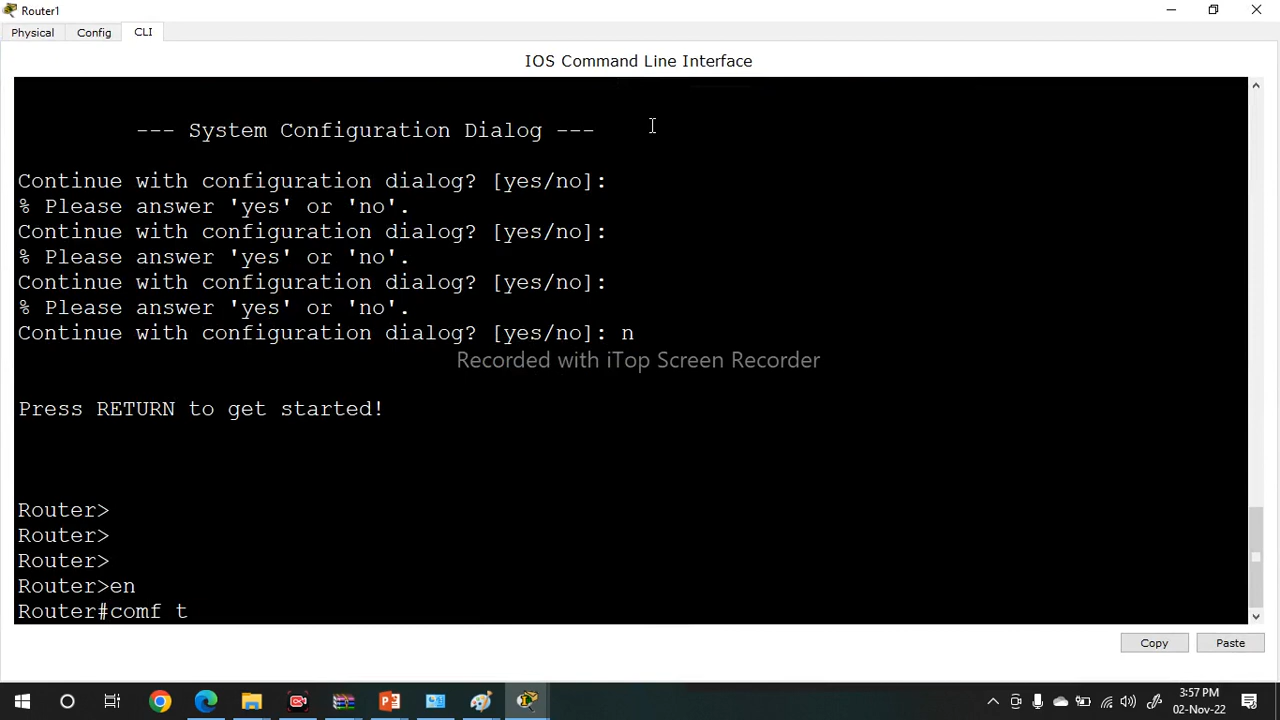 Router1
Physical Config CLI
IOS Command Line Interface
--- System Configuration Dialog ---
Continue with configuration dialog? [yes/no]:
% Please answer 'yes' or 'no'.
Continue with configuration dialog? [yes/no]:
% Please answer 'yes' or 'no'.
Continue with configuration dialog? [yes/no]:
% Please answer 'yes' or 'no'.
Continue with configuration dialog? [yes/no]: n
Recorded with iTop Screen Recorder
Press RETURN to get started!
Router>
Router>
Router>
Router>en
Router#comf t
Copy Paste
3:57 PM
02-Nov-22